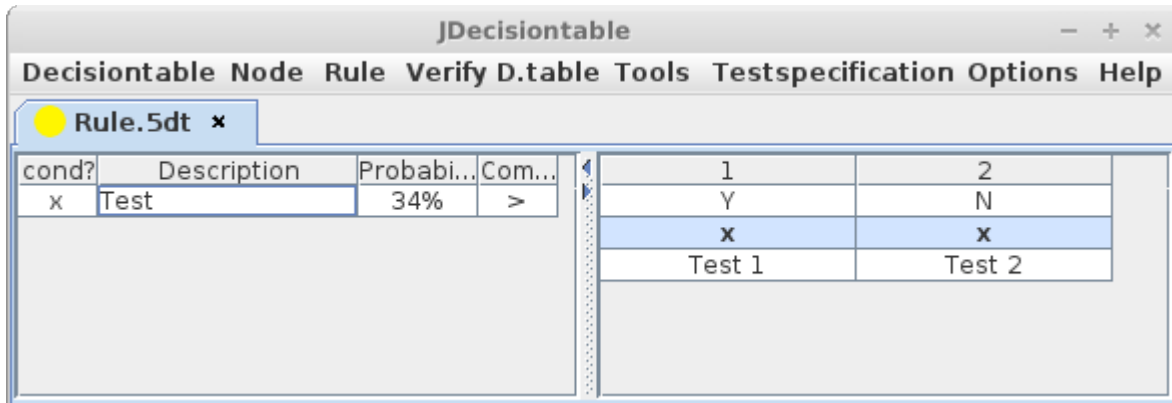 JDecisiontable
Decisiontable Node Rule Verify D.table Tools Testspecification Options Help
Rule.5dt ×
cond? Description Probabi... Com... 1 2
x Test 34% > Y N
x x
Test 1 Test 2